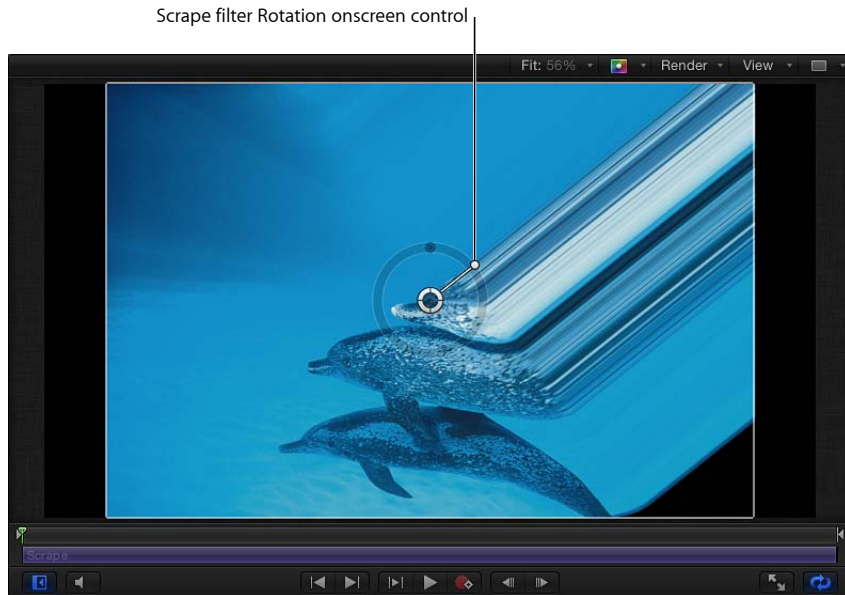 Scrape filter Rotation onscreen control
Fit: 56% Render View
Scrape